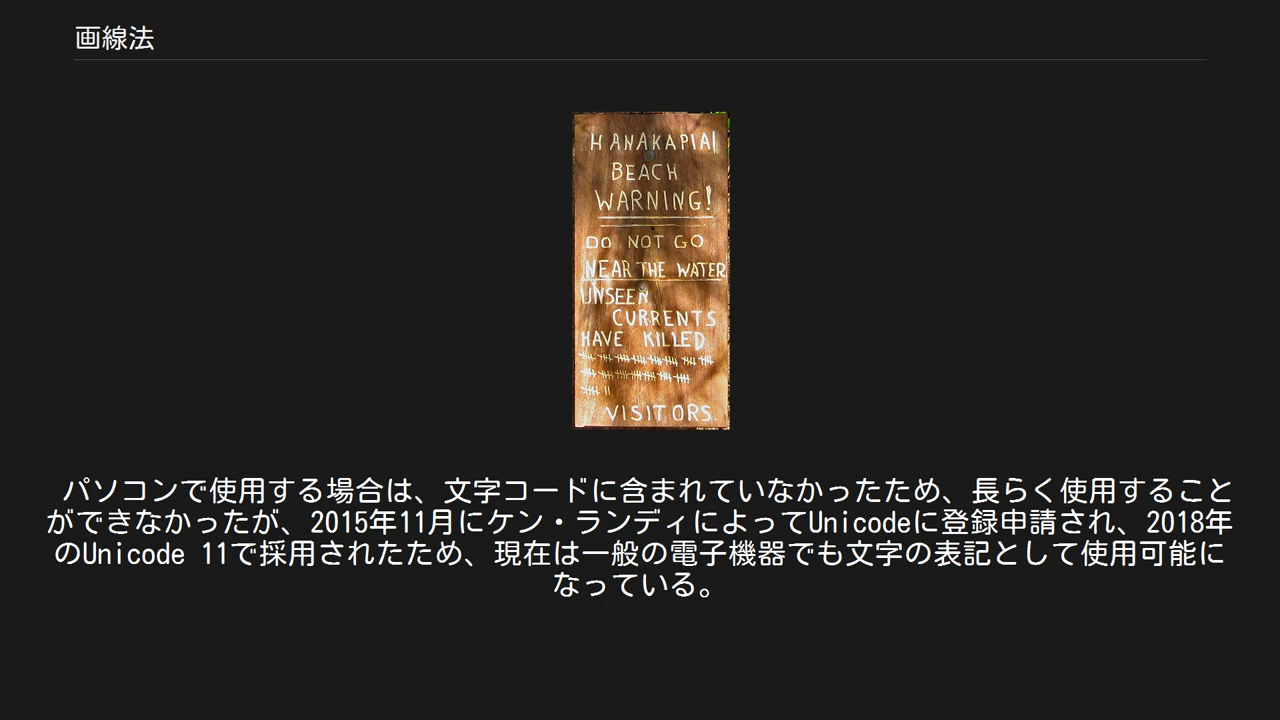 画線法
HANAKAPIAI
BEACH
WARNING!
DO NOT GO
NEAR THE WATER
UNSEEN
CURRENTS
HAVE KILLED
VISITORS.
パソコンで使用する場合は、文字コードに含まれていなかったため、長らく使用すること
ができなかったが、2015年11月にケン・ランディによってUnicodeに登録申請され、2018年
のUnicode 11で採用されたため、現在は一般の電子機器でも文字の表記として使用可能に
なっている。